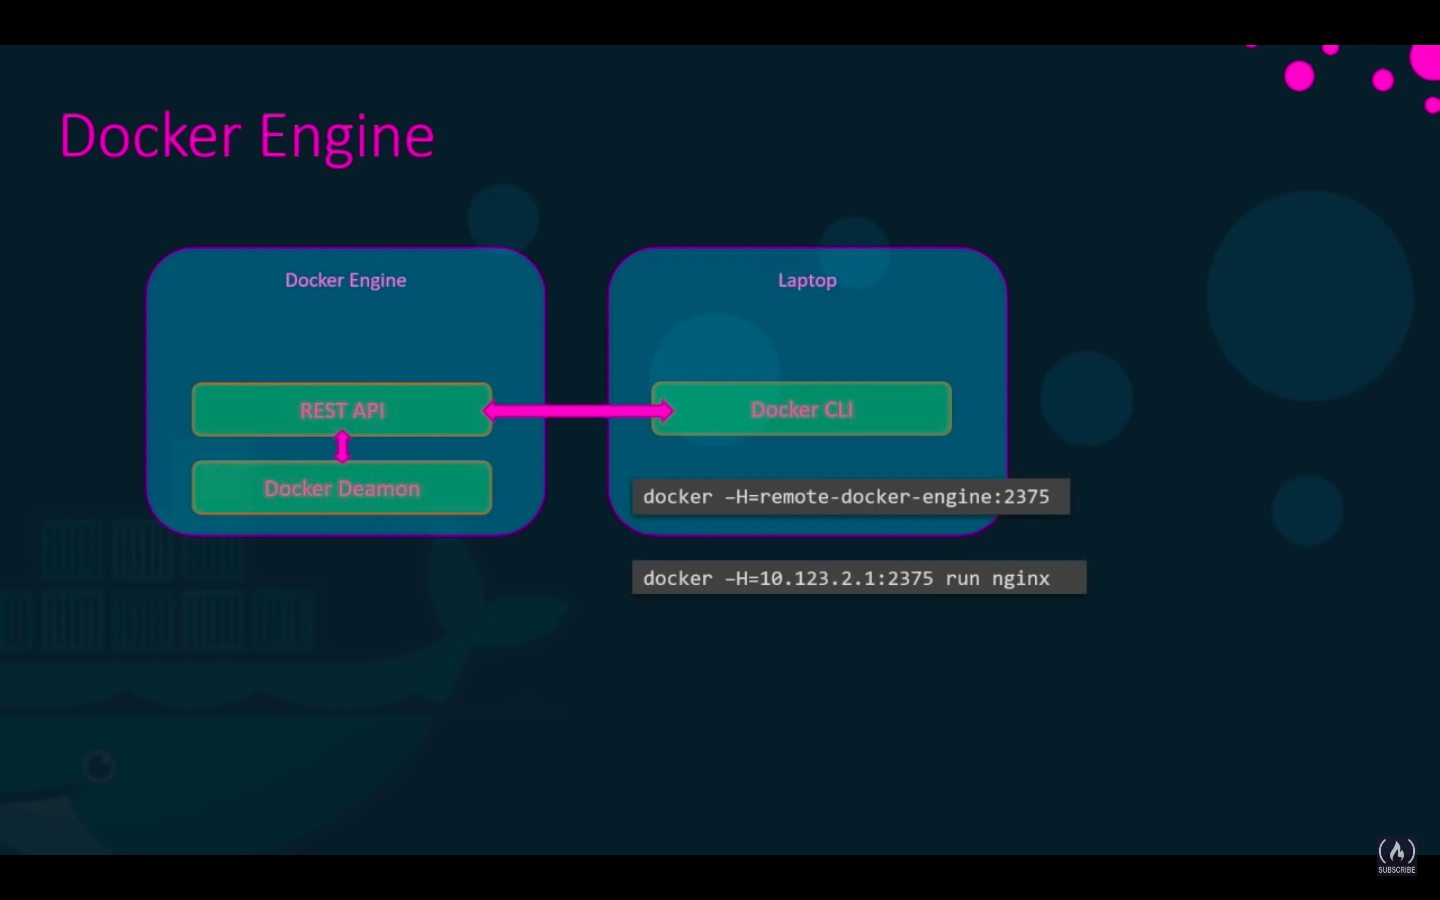 Docker Engine
Docker Engine
Laptop
REST API
Docker CLI
Docker Deamon
docker –H=remote-docker-engine:2375
docker –H=10.123.2.1:2375 run nginx
SUBSCRIBE